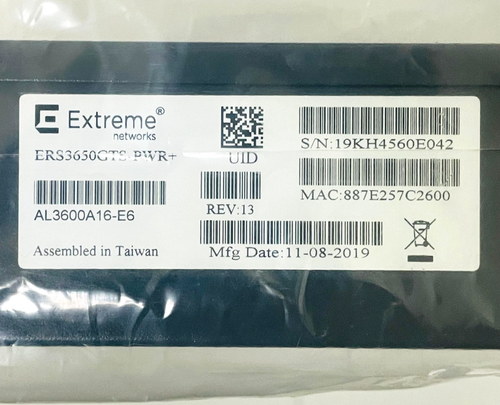 Extreme®
networks
ERS3650GTS-PWR+
UID
S/N:19KH4560E042
REV:13
MAC:887E257C2600
AL3600A16-E6
Assembled in Taiwan
Mfg Date:11-08-2019